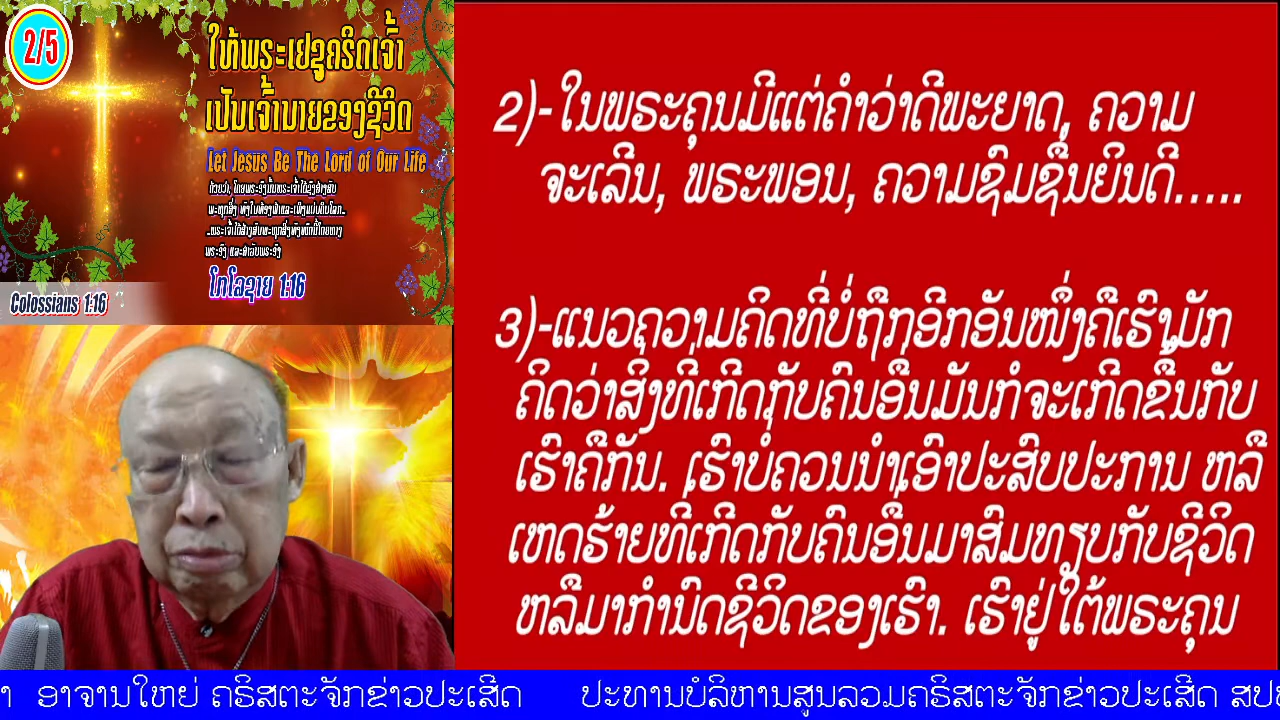 2/5
ໃຫ້ພຣະເຢຊູຄຣິດເຈົ້າ
ເປັນເຈົ້ານາຍຂອງຊີວິດ
Let Jesus Be The Lord of Our Life
ໂກໂລຊາຍ 1:16
Colossians 1:16
2)-ໃນພຣະຄຸນມີແຕ່ຄຳວ່າດີພະຍາດ, ຄວາມ
ຈະເລີນ, ພຣະພອນ, ຄວາມຊົມຊື່ນຍິນດີ.....
3)-ແນວຄວາມຄິດທີ່ບໍ່ຖືກອີກອັນໜຶ່ງຄືເຮົາມັກ
ຄິດວ່າສິ່ງທີ່ເກີດກັບຄົນອື່ນມັນກໍຈະເກີດຂື້ນກັບ
ເຮົາຄືກັນ. ເຮົາບໍ່ຄວນນຳເອົາປະສົບປະການ ຫລື
ເຫດຮ້າຍທີ່ເກີດກັບຄົນອື່ນມາສົມທຽບກັບຊີວິດ
ຫລືມາກຳນົດຊີວິດຂອງເຮົາ. ເຮົາຢູ່ໃຕ້ພຣະຄຸນ
ອາຈານໃຫຍ່ ຄຣິສຕະຈັກຂ່າວປະເສີດ ປະທານບໍລິຫານສູນລວມຄຣິສຕະຈັກຂ່າວປະເສີດ